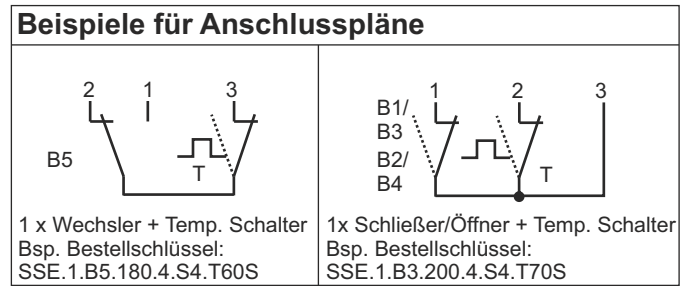 Beispiele für Anschlusspläne
2 1 3
B5
T
1 x Wechsler + Temp. Schalter
Bsp. Bestellschlüssel:
SSE.1.B5.180.4.S4.T60S
1 2 3
B1/
B3
B2/
B4
T
1x Schließer/Öffner + Temp. Schalter
Bsp. Bestellschlüssel:
SSE.1.B3.200.4.S4.T70S